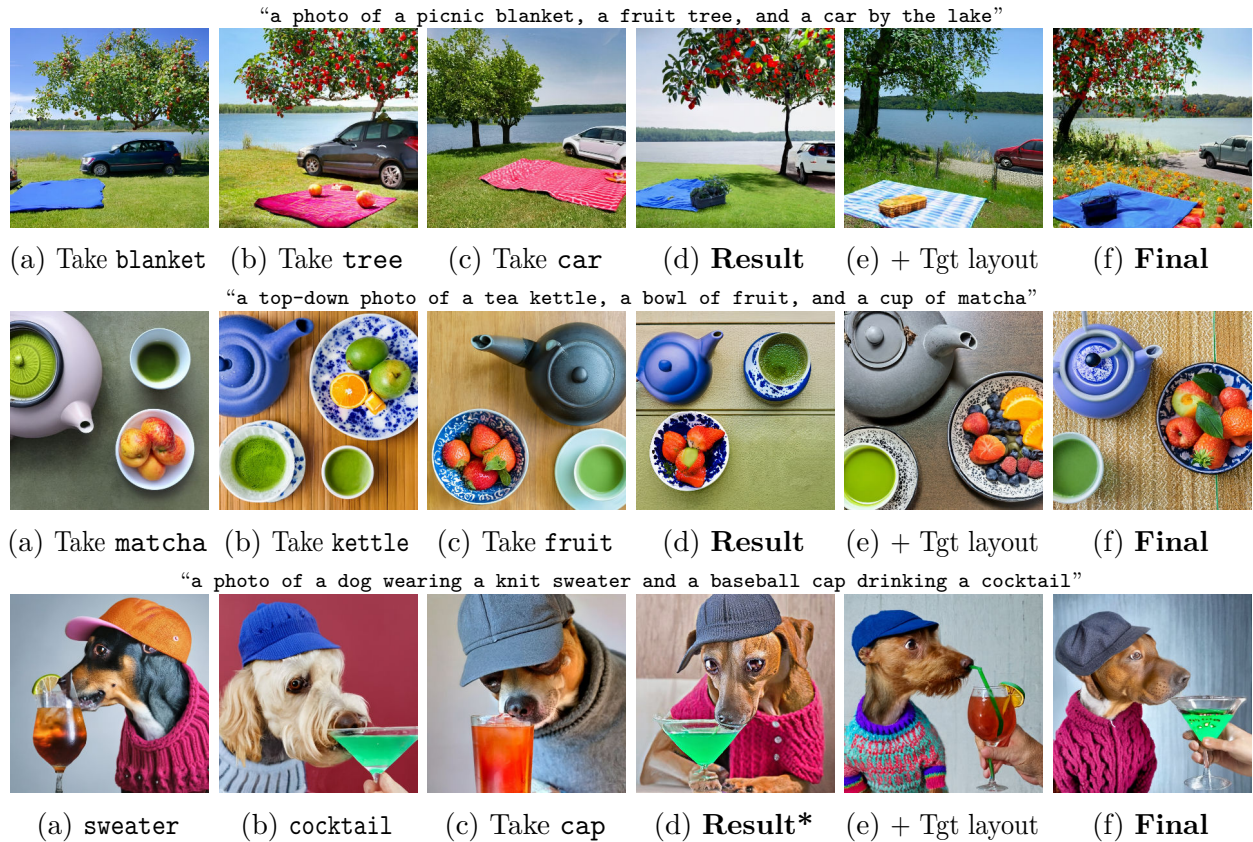 “a photo of a picnic blanket, a fruit tree, and a car by the lake”
(a) Take blanket (b) Take tree (c) Take car (d) Result (e) + Tgt layout (f) Final
“a top-down photo of a tea kettle, a bowl of fruit, and a cup of matcha”
(a) Take matcha (b) Take kettle (c) Take fruit (d) Result (e) + Tgt layout (f) Final
“a photo of a dog wearing a knit sweater and a baseball cap drinking a cocktail”
(a) sweater (b) cocktail (c) Take cap (d) Result* (e) + Tgt layout (f) Final